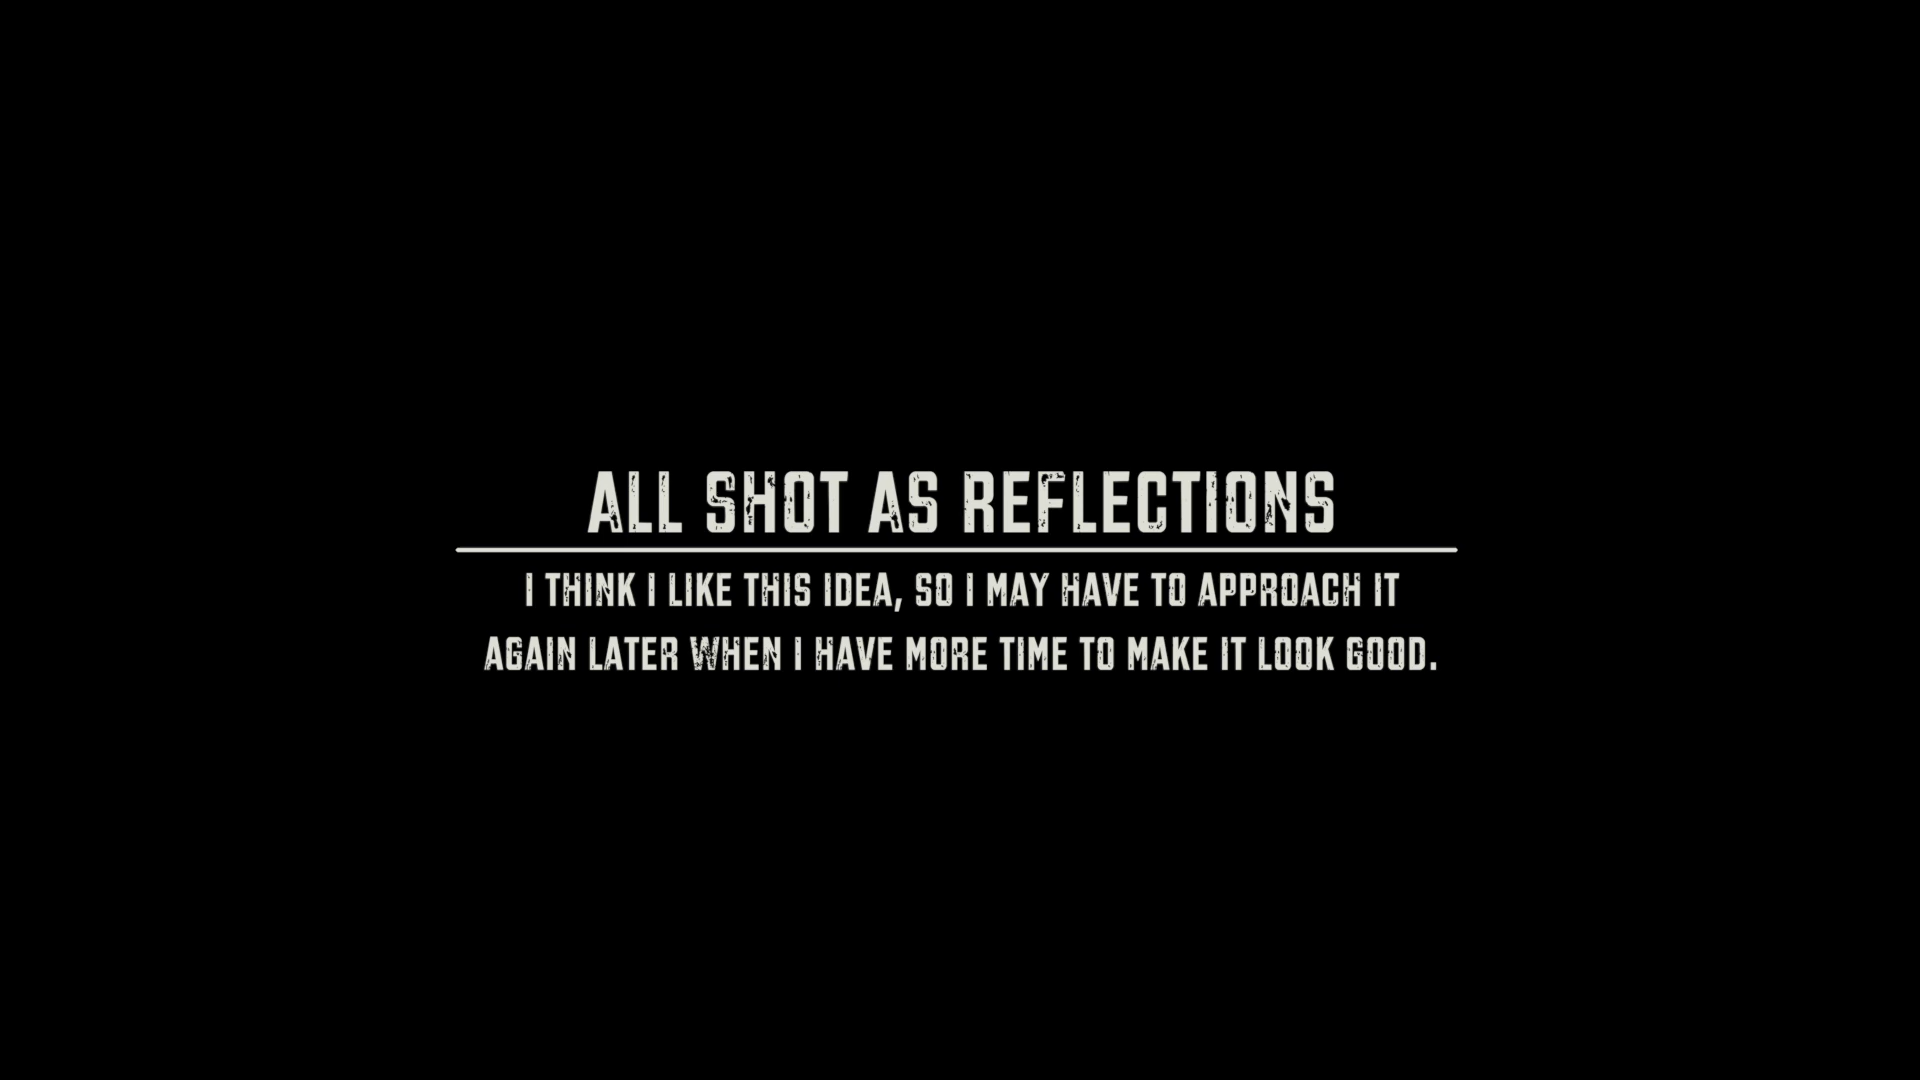 ALL SHOT AS REFLECTIONS
I THINK I LIKE THIS IDEA, SO I MAY HAVE TO APPROACH IT
AGAIN LATER WHEN I HAVE MORE TIME TO MAKE IT LOOK GOOD.